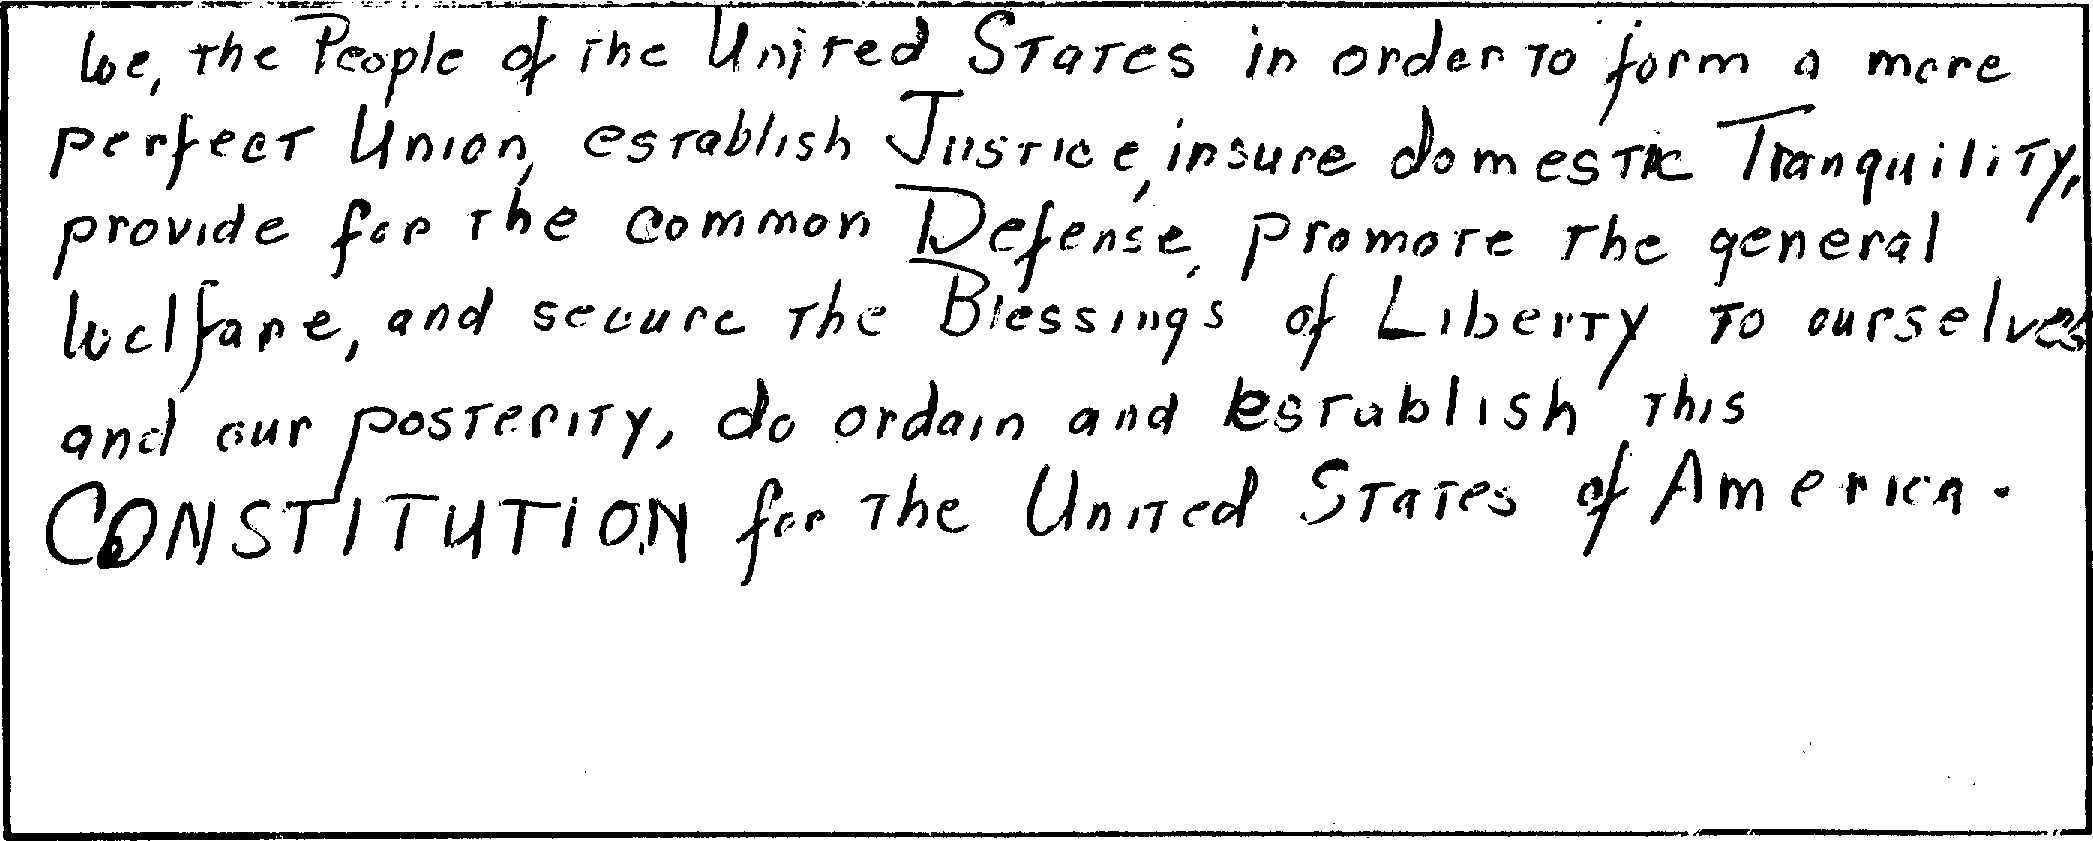 We, the People of the United States in order to form a more
perfect Union, establish Justice, insure domestic Tranquility,
provide for the common Defense, promote the general
Welfare, and secure the Blessings of Liberty to ourselves
and our posterity, do ordain and establish this
CONSTITUTION for the United States of America.